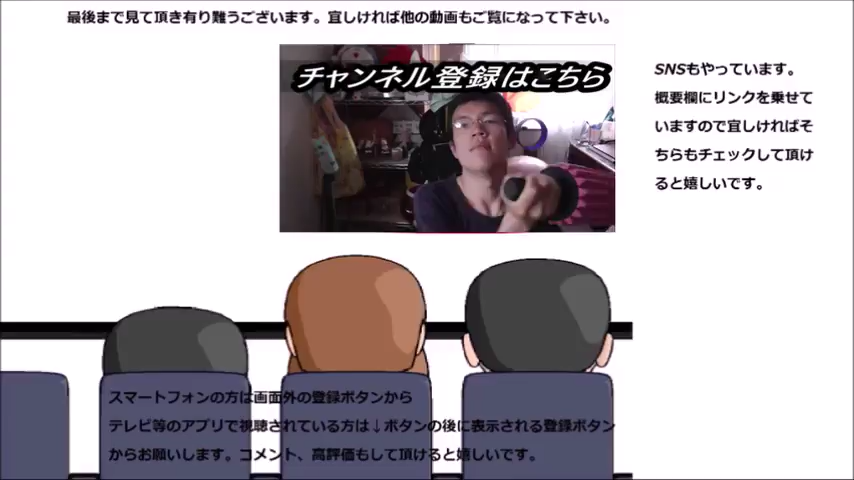 最後まで見て頂き有り難うございます。宜しければ他の動画もご覧になって下さい。
チャンネル登録はこちら
SNSもやっています。
概要欄にリンクを乗せて
いますので宜しければそ
ちらもチェックして頂け
ると嬉しいです。
スマートフォンの方は画面外の登録ボタンから
テレビ等のアプリで視聴されている方は↓ボタンの後に表示される登録ボタン
からお願いします。コメント、高評価もして頂けると嬉しいです。